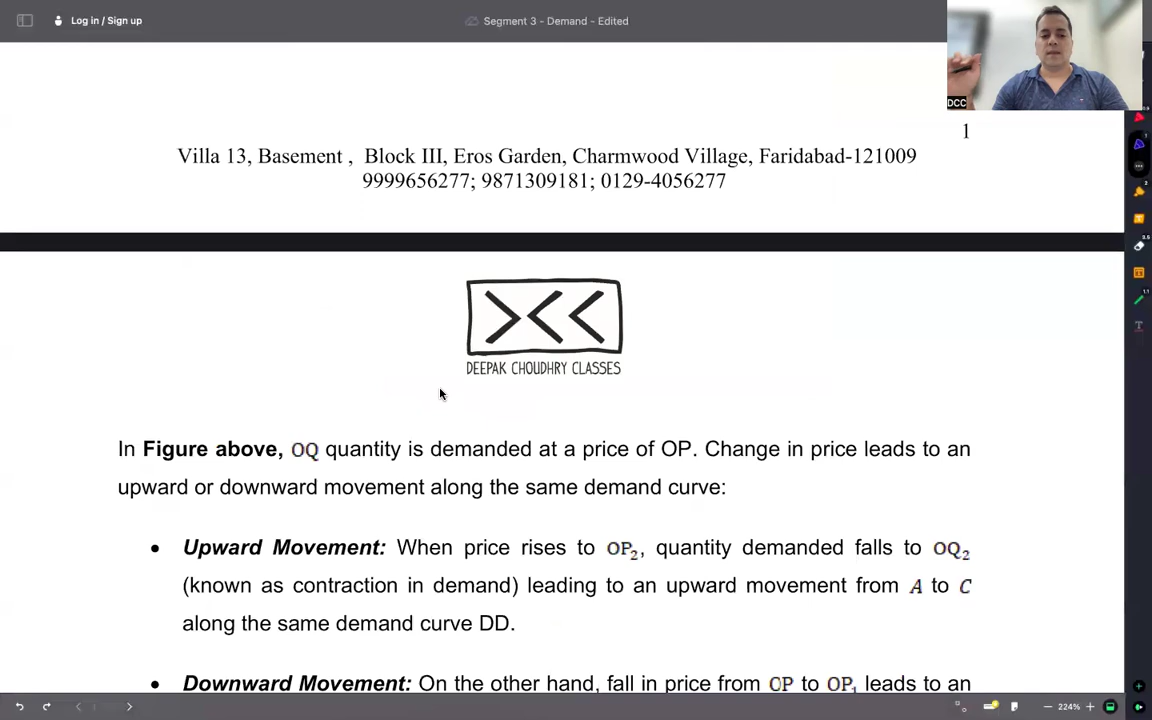 Log in / Sign up
Segment 3 - Demand - Edited
DCC
1
Villa 13, Basement , Block III, Eros Garden, Charmwood Village, Faridabad-121009
9999656277; 9871309181; 0129-4056277
DEEPAK CHOUDHRY CLASSES
In Figure above, OQ quantity is demanded at a price of OP. Change in price leads to an
upward or downward movement along the same demand curve:
• Upward Movement: When price rises to OP₂, quantity demanded falls to OQ₂
(known as contraction in demand) leading to an upward movement from A to C
along the same demand curve DD.
• Downward Movement: On the other hand, fall in price from OP to OP₁ leads to an
224%